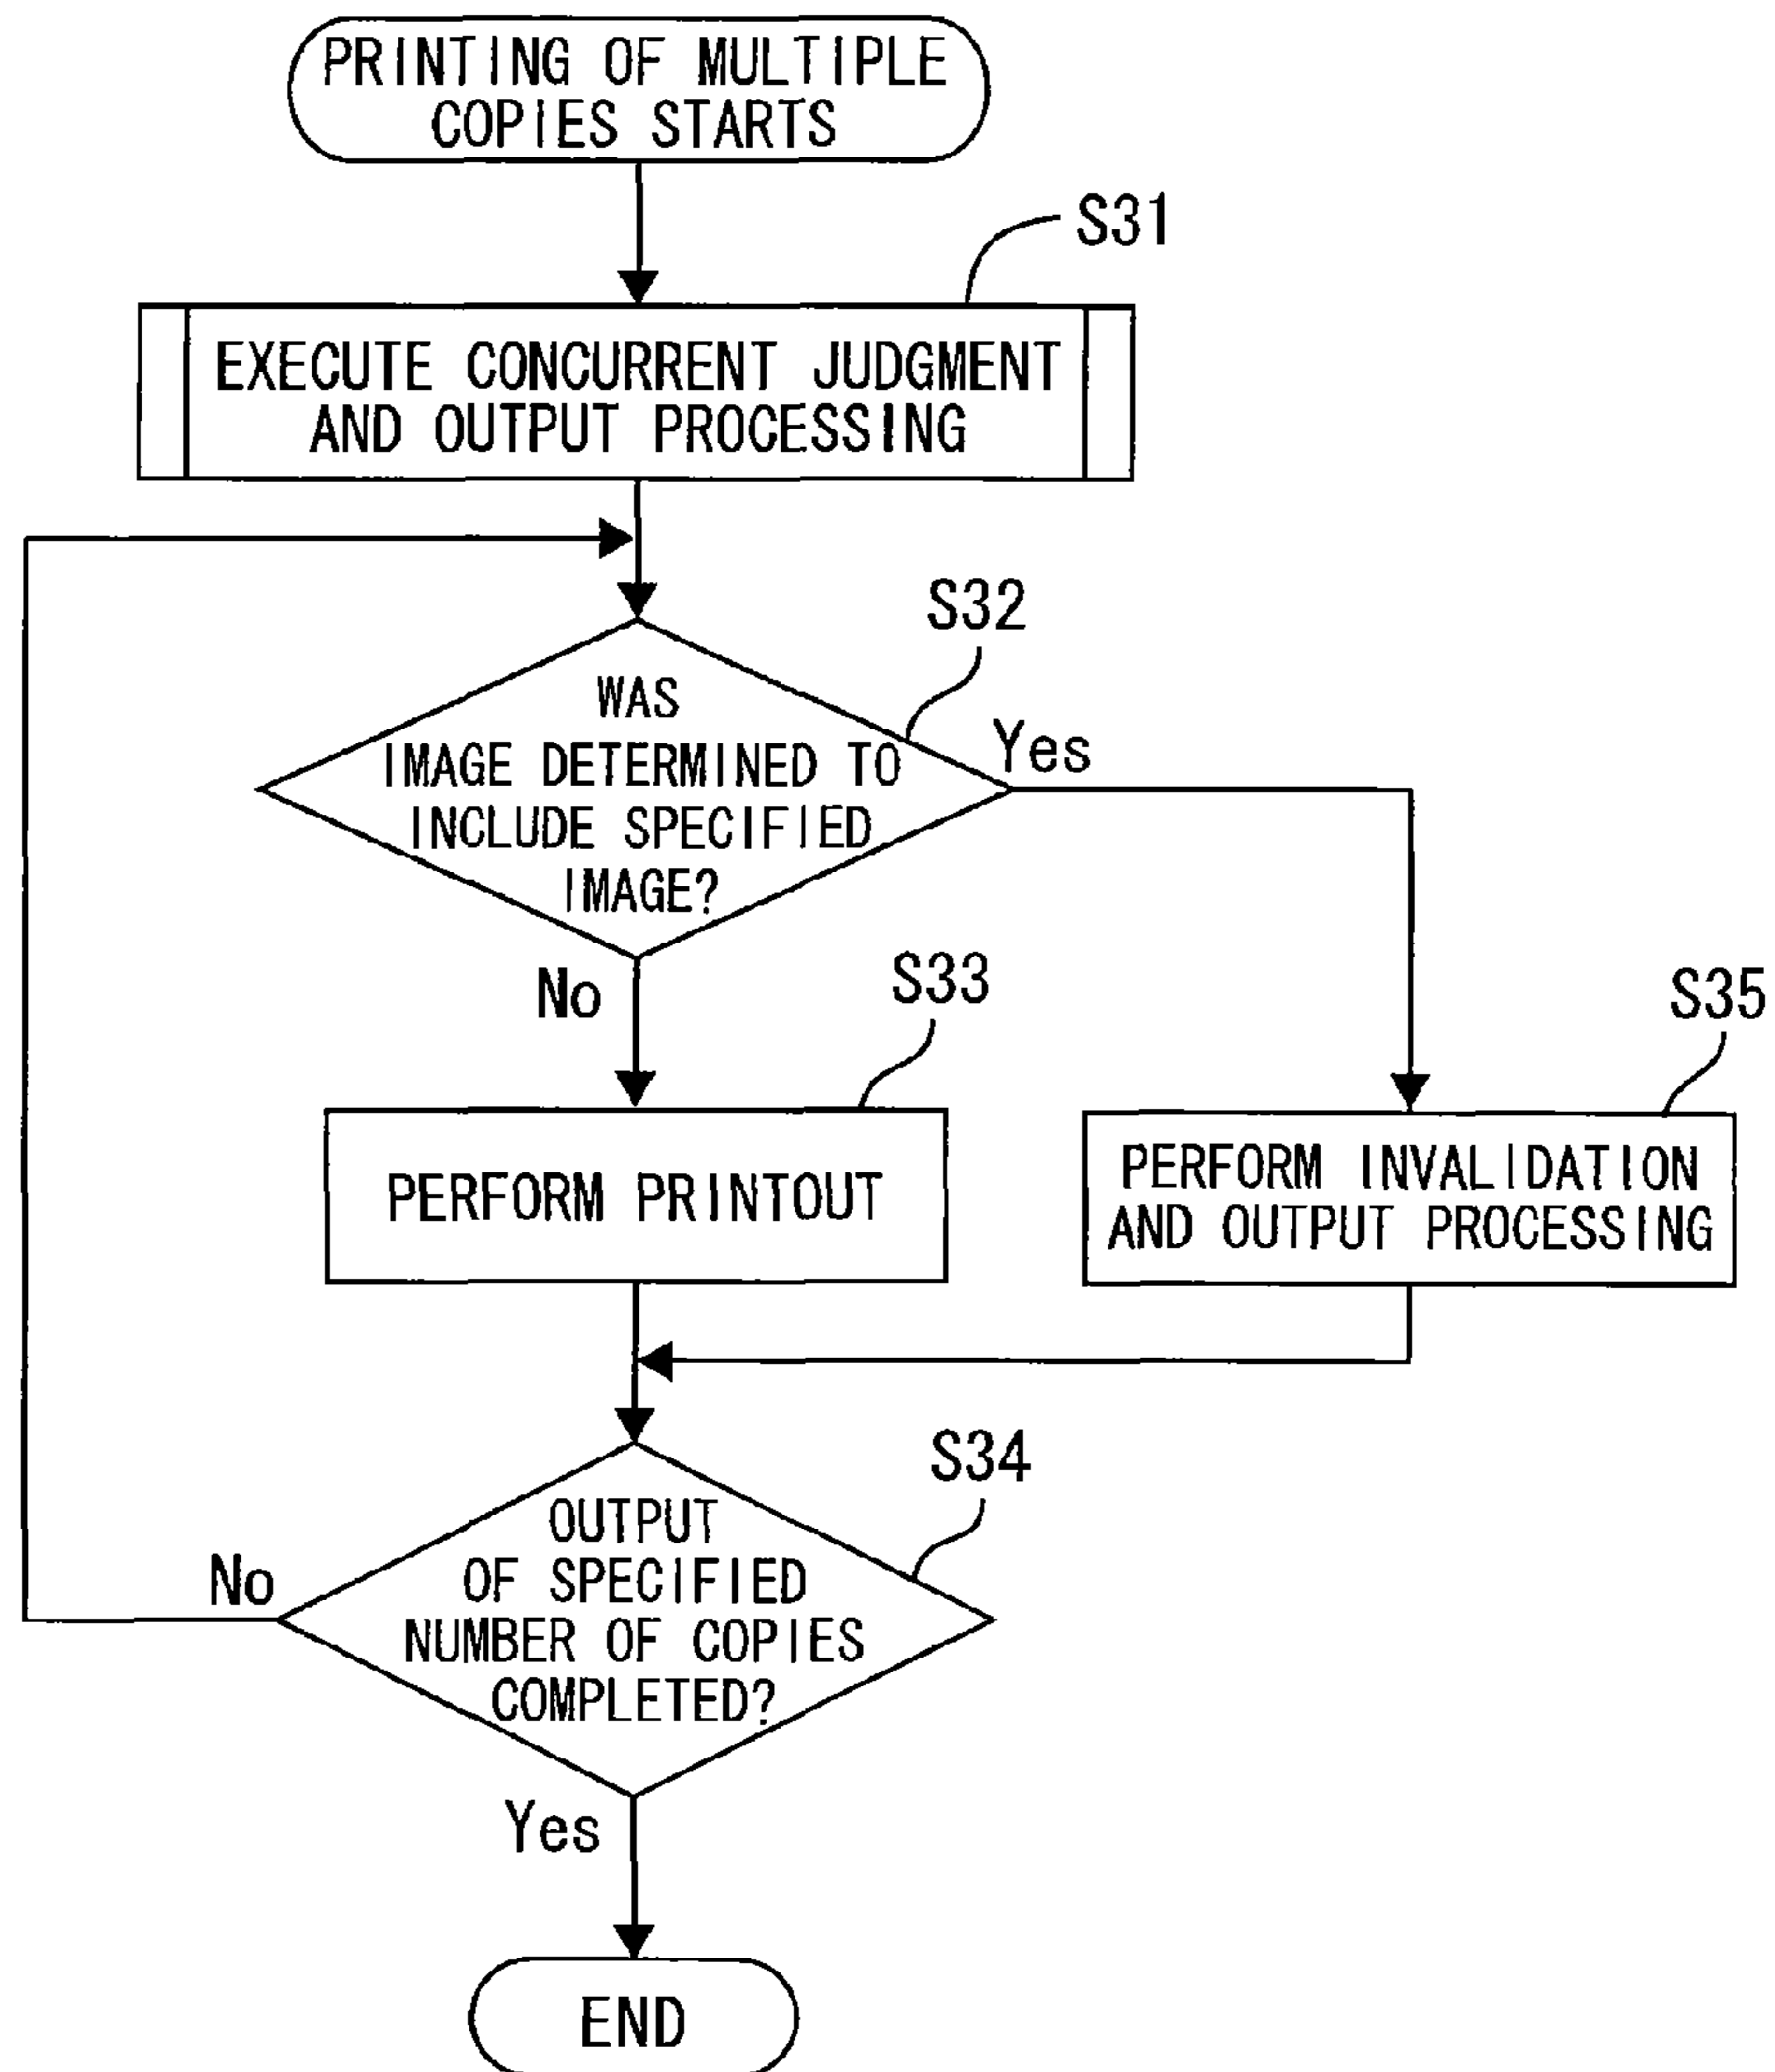 PRINTING OF MULTIPLE
COPIES STARTS
S31
EXECUTE CONCURRENT JUDGMENT
AND OUTPUT PROCESSING
S32
WAS
IMAGE DETERMINED TO
INCLUDE SPECIFIED
IMAGE?
Yes
No
S33
S35
PERFORM PRINTOUT
PERFORM INVALIDATION
AND OUTPUT PROCESSING
S34
OUTPUT
OF SPECIFIED
NUMBER OF COPIES
COMPLETED?
No
Yes
END